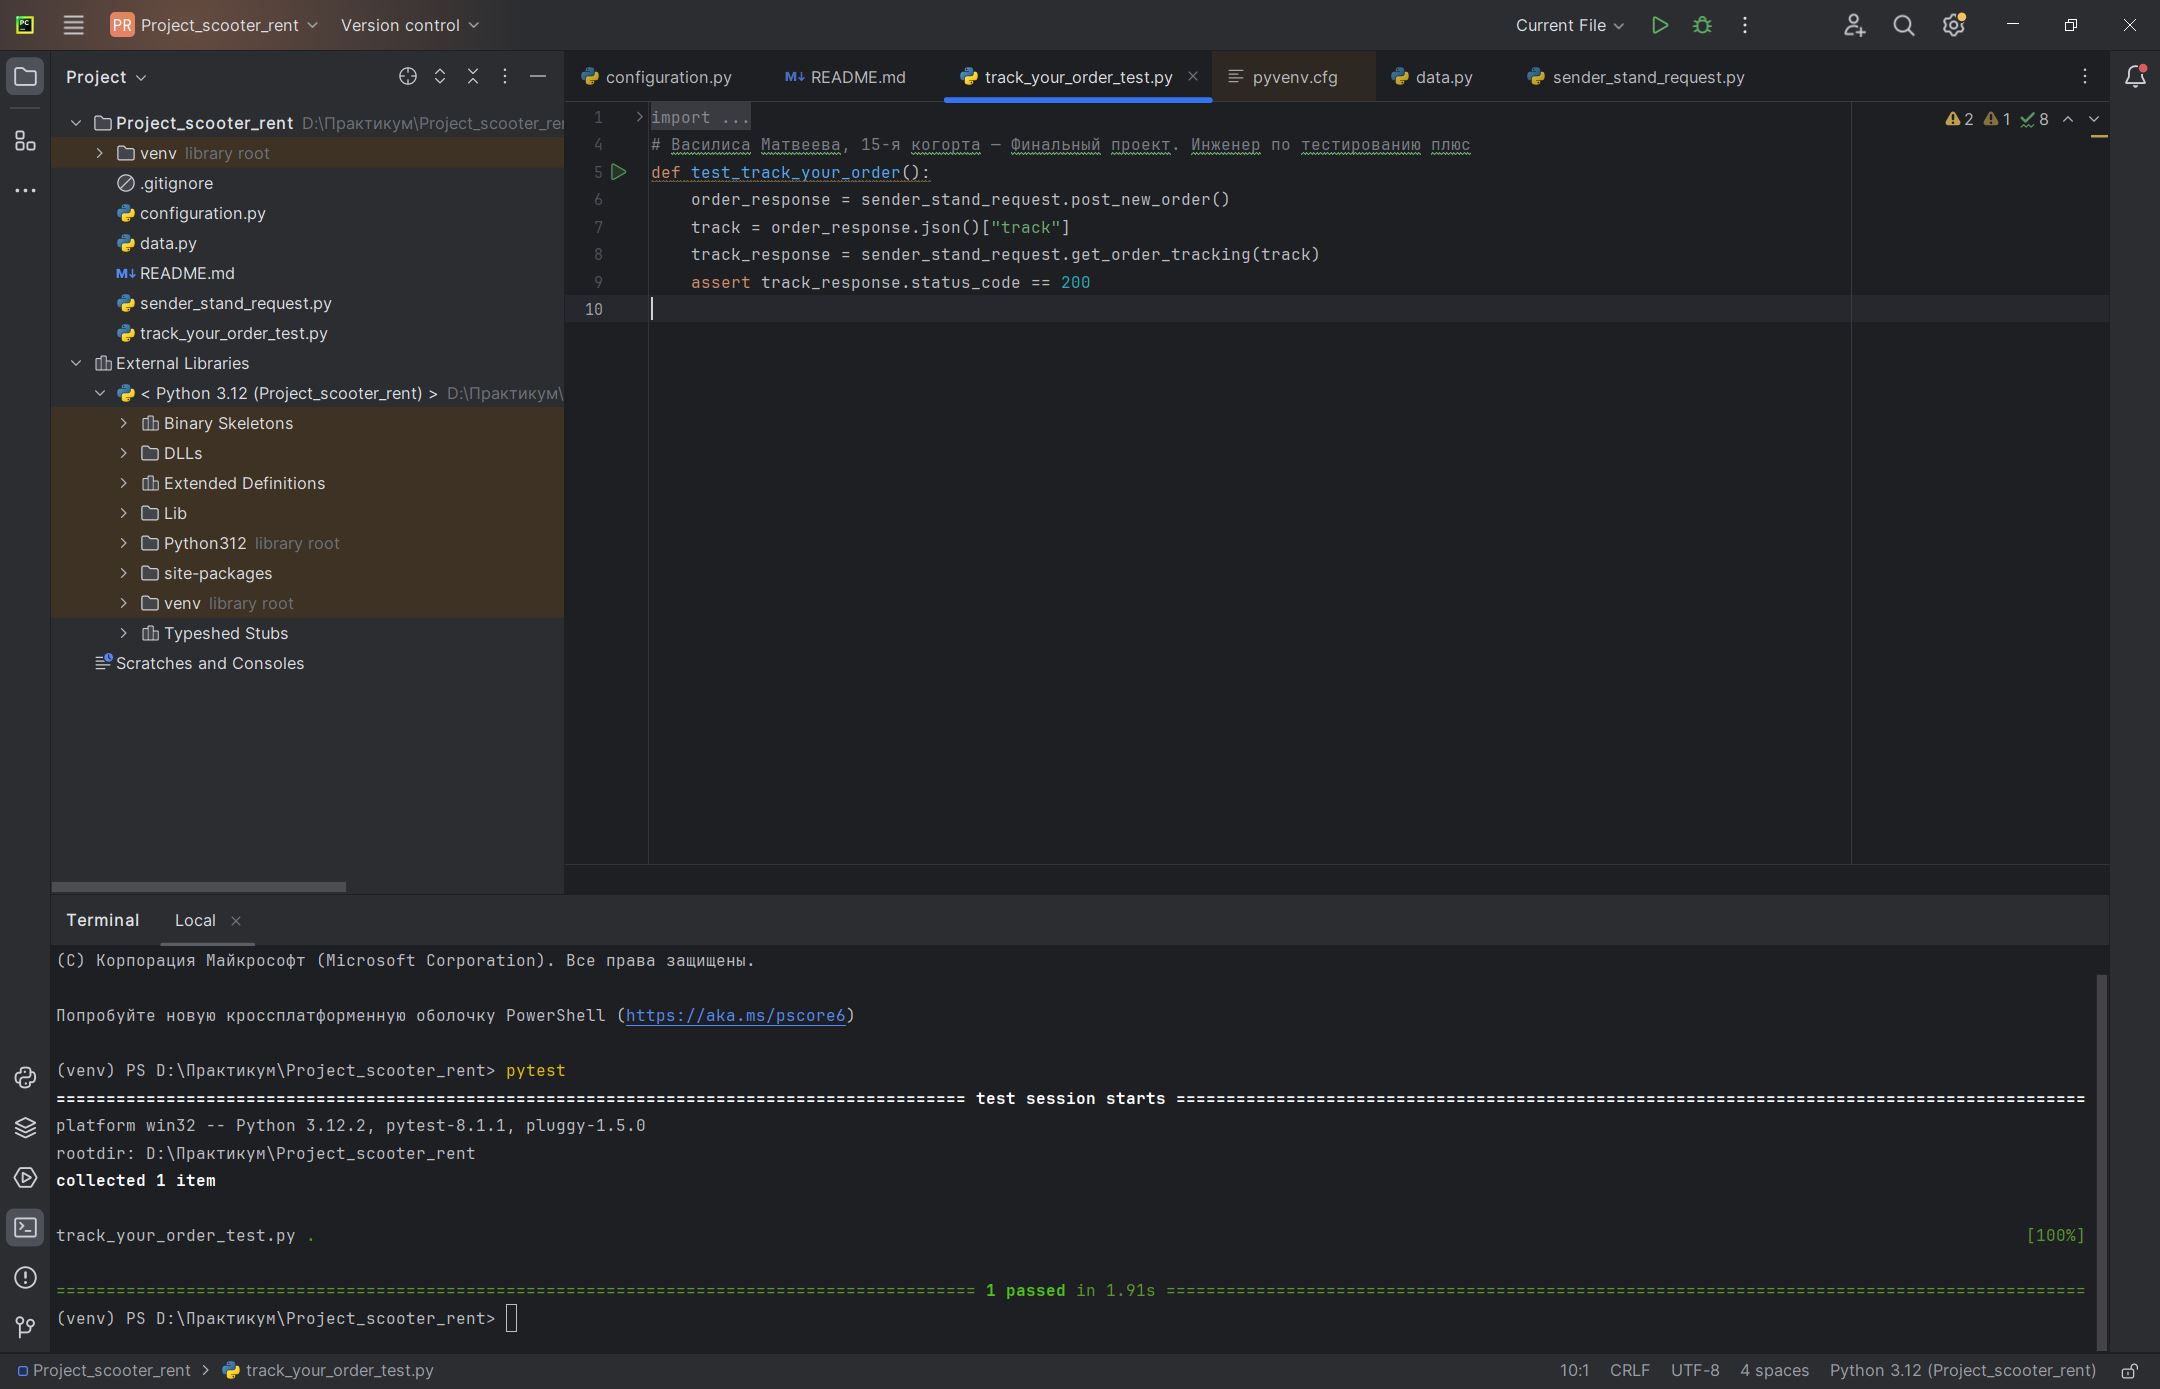 PR Project_scooter_rent Version control Current File
Project
configuration.py README.md track_your_order_test.py pyvenv.cfg data.py sender_stand_request.py
Project_scooter_rent D:\Практикум\Project_scooter_rer
venv library root
.gitignore
configuration.py
data.py
README.md
sender_stand_request.py
track_your_order_test.py
External Libraries
< Python 3.12 (Project_scooter_rent) > D:\Практикум\
Binary Skeletons
DLLs
Extended Definitions
Lib
Python312 library root
site-packages
venv library root
Typeshed Stubs
Scratches and Consoles
1 import ...
4 # Василиса Матвеева, 15-я когорта — Финальный проект. Инженер по тестированию плюс
5 def test_track_your_order():
6 order_response = sender_stand_request.post_new_order()
7 track = order_response.json()["track"]
8 track_response = sender_stand_request.get_order_tracking(track)
9 assert track_response.status_code == 200
10
2 1 8
Terminal Local
(C) Корпорация Майкрософт (Microsoft Corporation). Все права защищены.
Попробуйте новую кроссплатформенную оболочку PowerShell (https://aka.ms/pscore6)
(venv) PS D:\Практикум\Project_scooter_rent> pytest
=========================================================================================== test session starts ===========================================================================================
platform win32 -- Python 3.12.2, pytest-8.1.1, pluggy-1.5.0
rootdir: D:\Практикум\Project_scooter_rent
collected 1 item
track_your_order_test.py . [100%]
============================================================================================ 1 passed in 1.91s ============================================================================================
(venv) PS D:\Практикум\Project_scooter_rent>
Project_scooter_rent > track_your_order_test.py 10:1 CRLF UTF-8 4 spaces Python 3.12 (Project_scooter_rent)